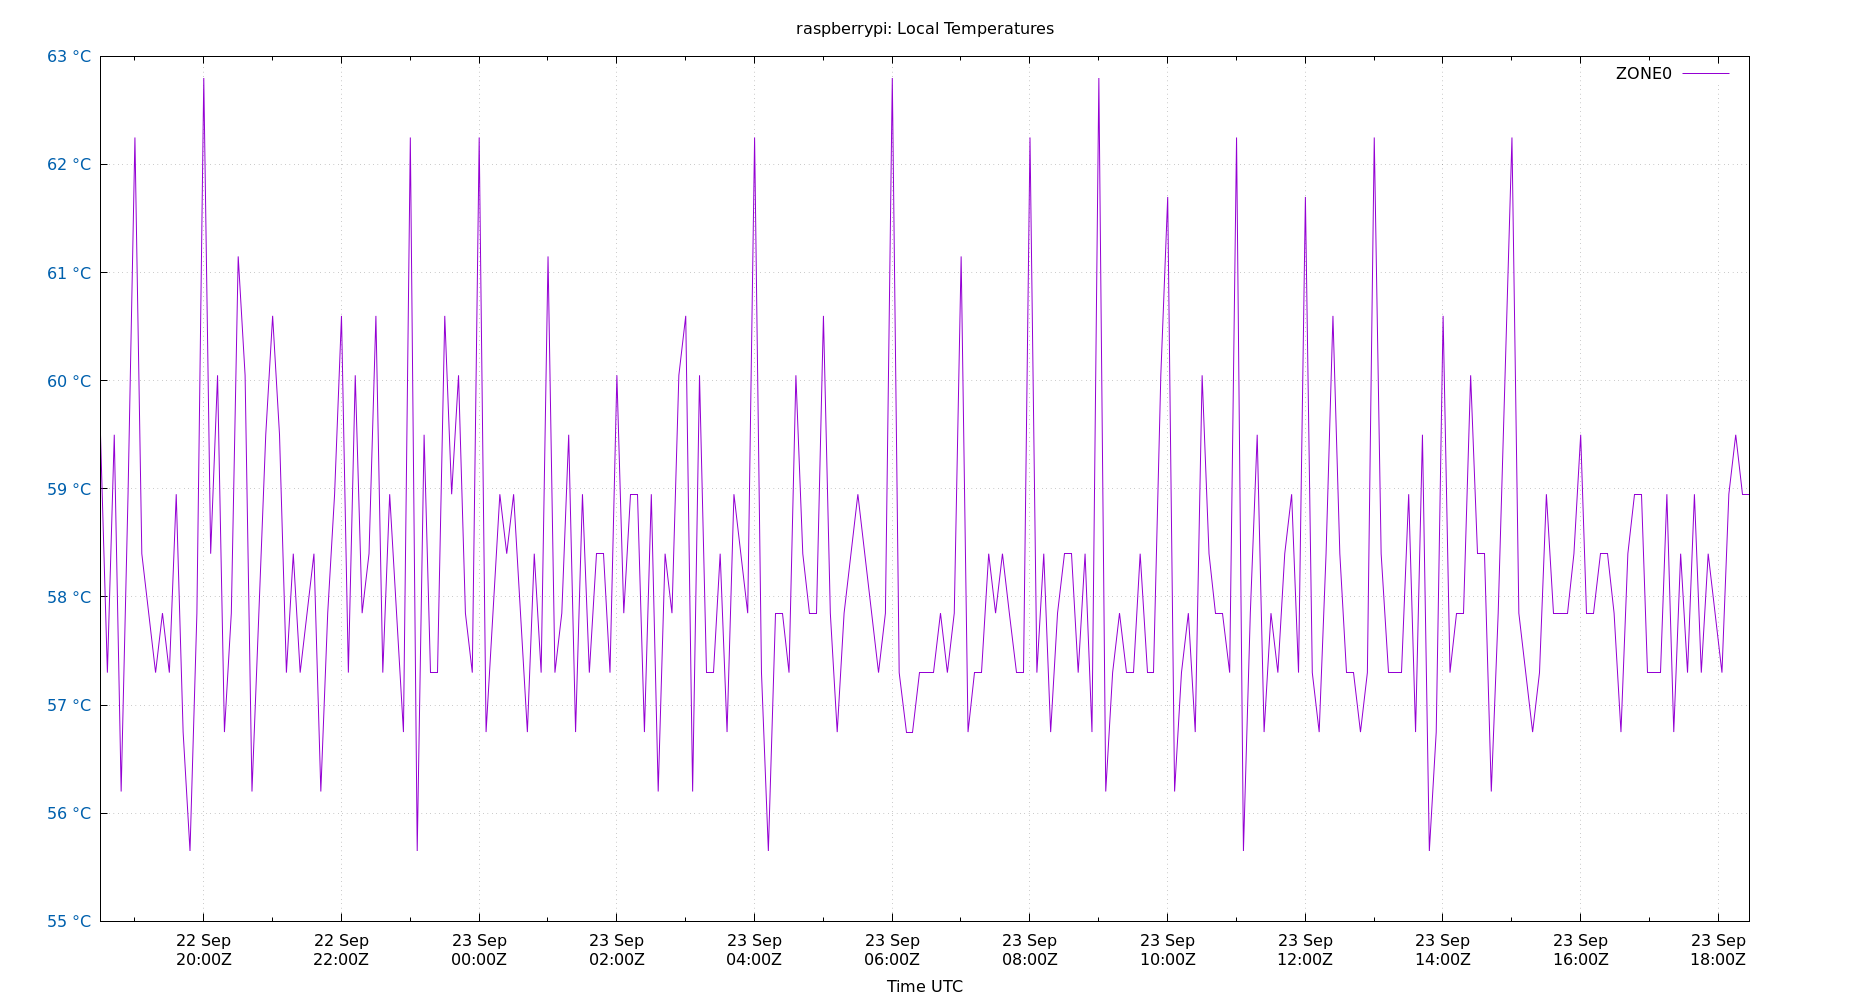 raspberrypi: Local Temperatures
63 °C
ZONE0
62 °C
61 °C
60 °C
59 °C
58 °C
57 °C
56 °C
55 °C
22 Sep 22 Sep 23 Sep 23 Sep 23 Sep 23 Sep 23 Sep 23 Sep 23 Sep 23 Sep 23 Sep 23 Sep
20:00Z 22:00Z 00:00Z 02:00Z 04:00Z 06:00Z 08:00Z 10:00Z 12:00Z 14:00Z 16:00Z 18:00Z
Time UTC